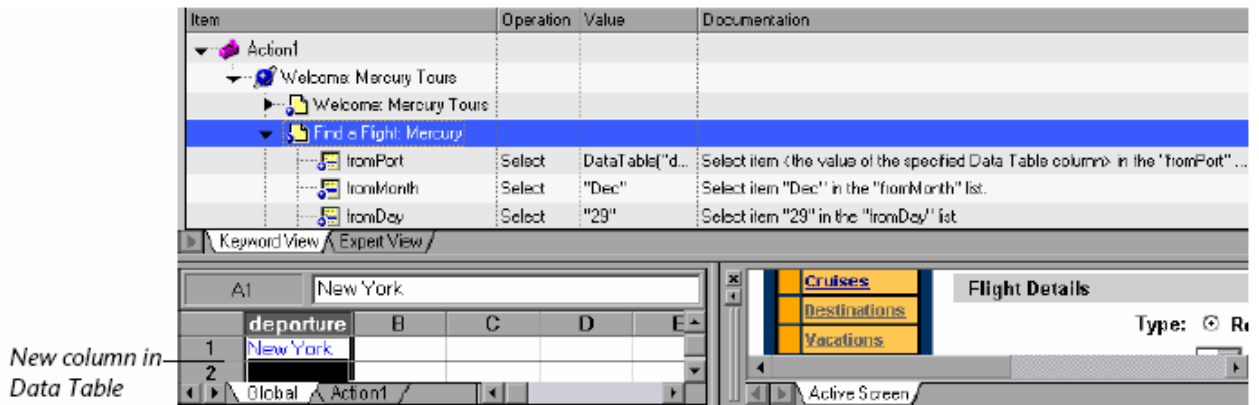 Item Operation Value Documentation
Action1
Welcome: Mercury Tours
Welcome: Mercury Tours
Find a Flight: Mercury
fromPort Select DataTable("d... Select item <the value of the specified Data Table column> in the "fromPort" ...
fromMonth Select "Dec" Select item "Dec" in the "fromMonth" list.
fromDay Select "29" Select item "29" in the "fromDay" list.
Keyword View Expert View
A1 New York
departure B C D E
1 New York
2
Global Action1
New column in
Data Table
Cruises
Destinations
Vacations
Flight Details
Type:
Active Screen